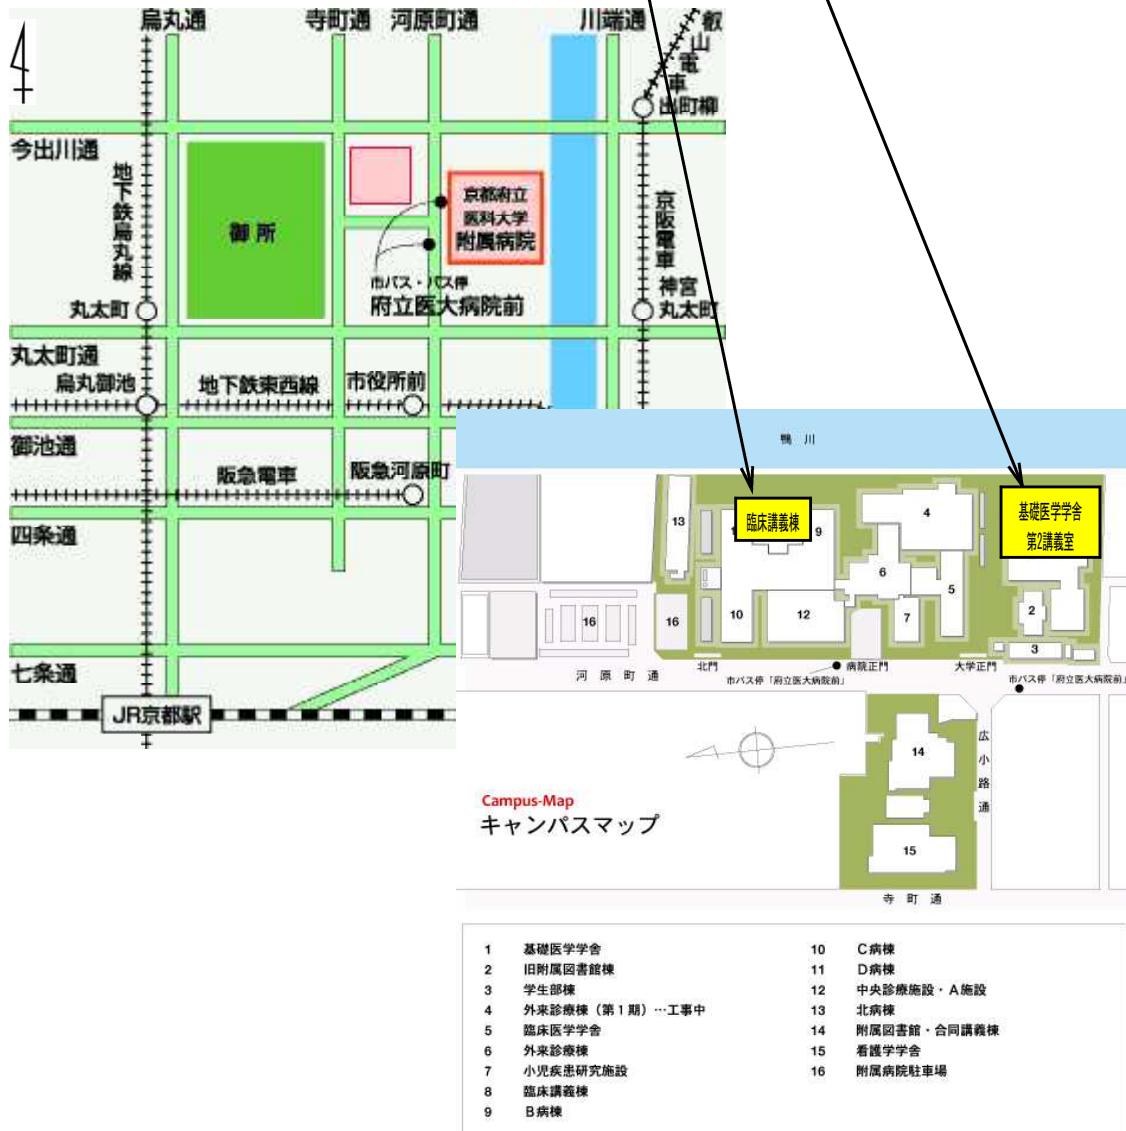 烏丸通
寺町通
河原町通
川端通
叡山電車
出町柳
今出川通
地下鉄烏丸線
御所
京都府立
医科大学
附属病院
京阪電車
市バス・バス停
府立医大病院前
神宮
丸太町
丸太町
丸太町通
烏丸御池
地下鉄東西線
市役所前
御池通
阪急電車
阪急河原町
四条通
七条通
JR京都駅
鴨川
13
臨床講義棟
9
4
基礎医学学舎
第2講義室
6
5
16
16
10
12
7
2
3
河原町通
北門
市バス停「府立医大病院前」
病院正門
大学正門
市バス停「府立医大病院前」
14
広小路通
15
寺町通
Campus-Map
キャンパスマップ
1 基礎医学学舎
2 旧附属図書館棟
3 学生部棟
4 外来診療棟（第1期）…工事中
5 臨床医学学舎
6 外来診療棟
7 小児疾患研究施設
8 臨床講義棟
9 B病棟
10 C病棟
11 D病棟
12 中央診療施設・A施設
13 北病棟
14 附属図書館・合同講義棟
15 看護学学舎
16 附属病院駐車場